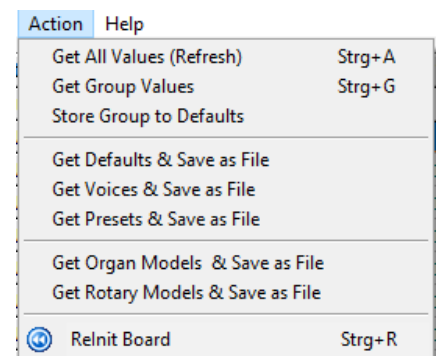 Action Help
Get All Values (Refresh) Strg+A
Get Group Values Strg+G
Store Group to Defaults
Get Defaults & Save as File
Get Voices & Save as File
Get Presets & Save as File
Get Organ Models & Save as File
Get Rotary Models & Save as File
ReInit Board Strg+R